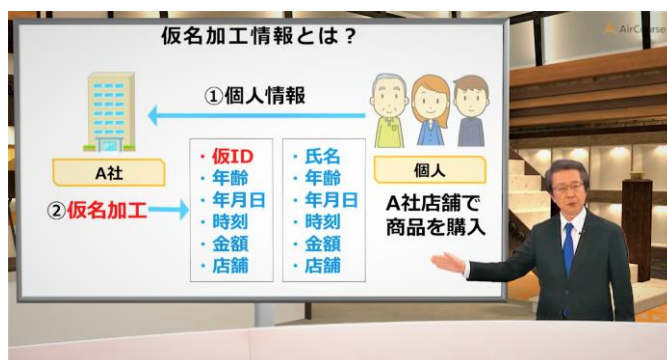 仮名加工情報とは？
AirCourse
①個人情報
A社
個人
②仮名加工
・仮ID
・年齢
・年月日
・時刻
・金額
・店舗
・氏名
・年齢
・年月日
・時刻
・金額
・店舗
A社店舗で
商品を購入